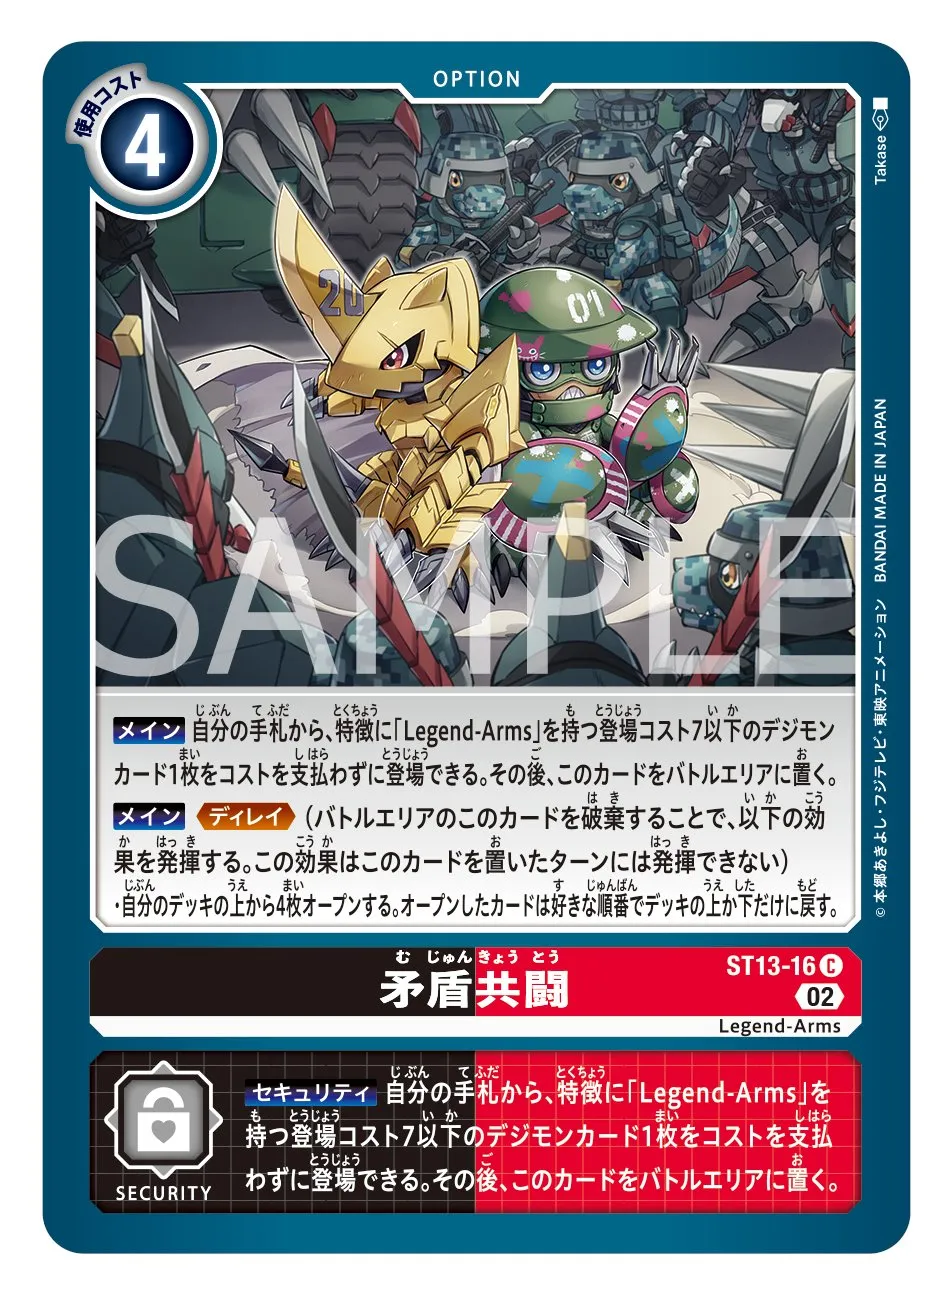 OPTION
使用コスト
4
Takase
20
01
SAMPLE
メイン 自分の手札から、特徴に「Legend-Arms」を持つ登場コスト7以下のデジモン
カード1枚をコストを支払わずに登場できる。その後、このカードをバトルエリアに置く。
メイン ディレイ (バトルエリアのこのカードを破棄することで、以下の効
果を発揮する。この効果はこのカードを置いたターンには発揮できない)
・自分のデッキの上から4枚オープンする。オープンしたカードは好きな順番でデッキの上か下だけに戻す。
©本郷あきよし・フジテレビ・東映アニメーション BANDAI MADE IN JAPAN
むじゅんきょうとう
矛盾共闘
ST13-16 C
02
Legend-Arms
セキュリティ 自分の手札から、特徴に「Legend-Arms」を
持つ登場コスト7以下のデジモンカード1枚をコストを支払
わずに登場できる。その後、このカードをバトルエリアに置く。
SECURITY